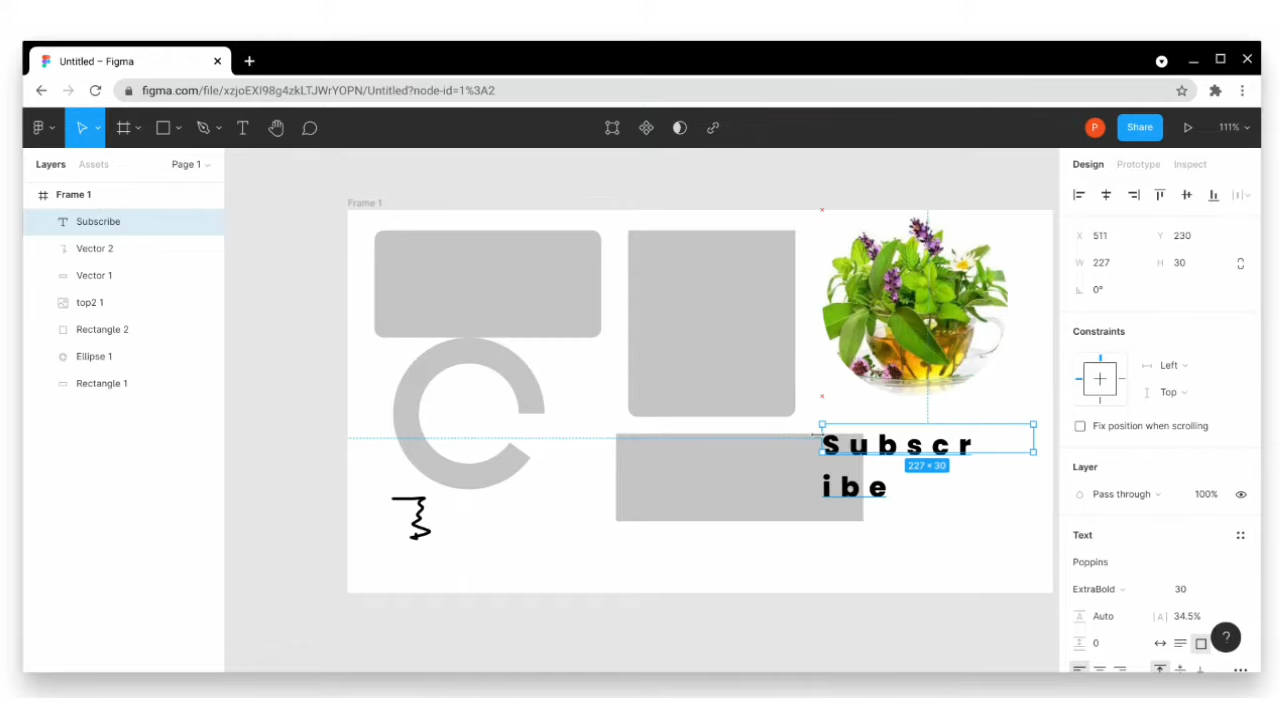 Untitled – Figma
figma.com/file/xzjoEXI98g4zkLTJWrYOPN/Untitled?node-id=1%3A2
P
Share
111%
Layers
Assets
Page 1
Frame 1
Subscribe
Vector 2
Vector 1
top2 1
Rectangle 2
Ellipse 1
Rectangle 1
Frame 1
Subscr
ibe
227 × 30
Design
Prototype
Inspect
X 511
Y 230
W 227
H 30
0°
Constraints
Left
Top
Fix position when scrolling
Layer
Pass through
100%
Text
Poppins
ExtraBold
30
A Auto
|A| 34.5%
0
?